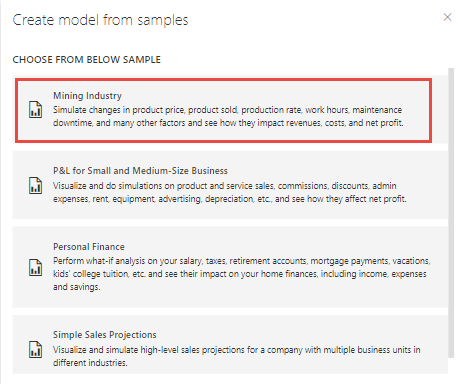 Create model from samples
CHOOSE FROM BELOW SAMPLE
Mining Industry
Simulate changes in product price, product sold, production rate, work hours, maintenance
downtime, and many other factors and see how they impact revenues, costs, and net profit.
P&L for Small and Medium-Size Business
Visualize and do simulations on product and service sales, commissions, discounts, admin
expenses, rent, equipment, advertising, depreciation, etc., and see how they affect net profit.
Personal Finance
Perform what-if analysis on your salary, taxes, retirement accounts, mortgage payments, vacations,
kids' college tuition, etc. and see their impact on your home finances, including income, expenses
and savings.
Simple Sales Projections
Visualize and simulate high-level sales projections for a company with multiple business units in
different industries.